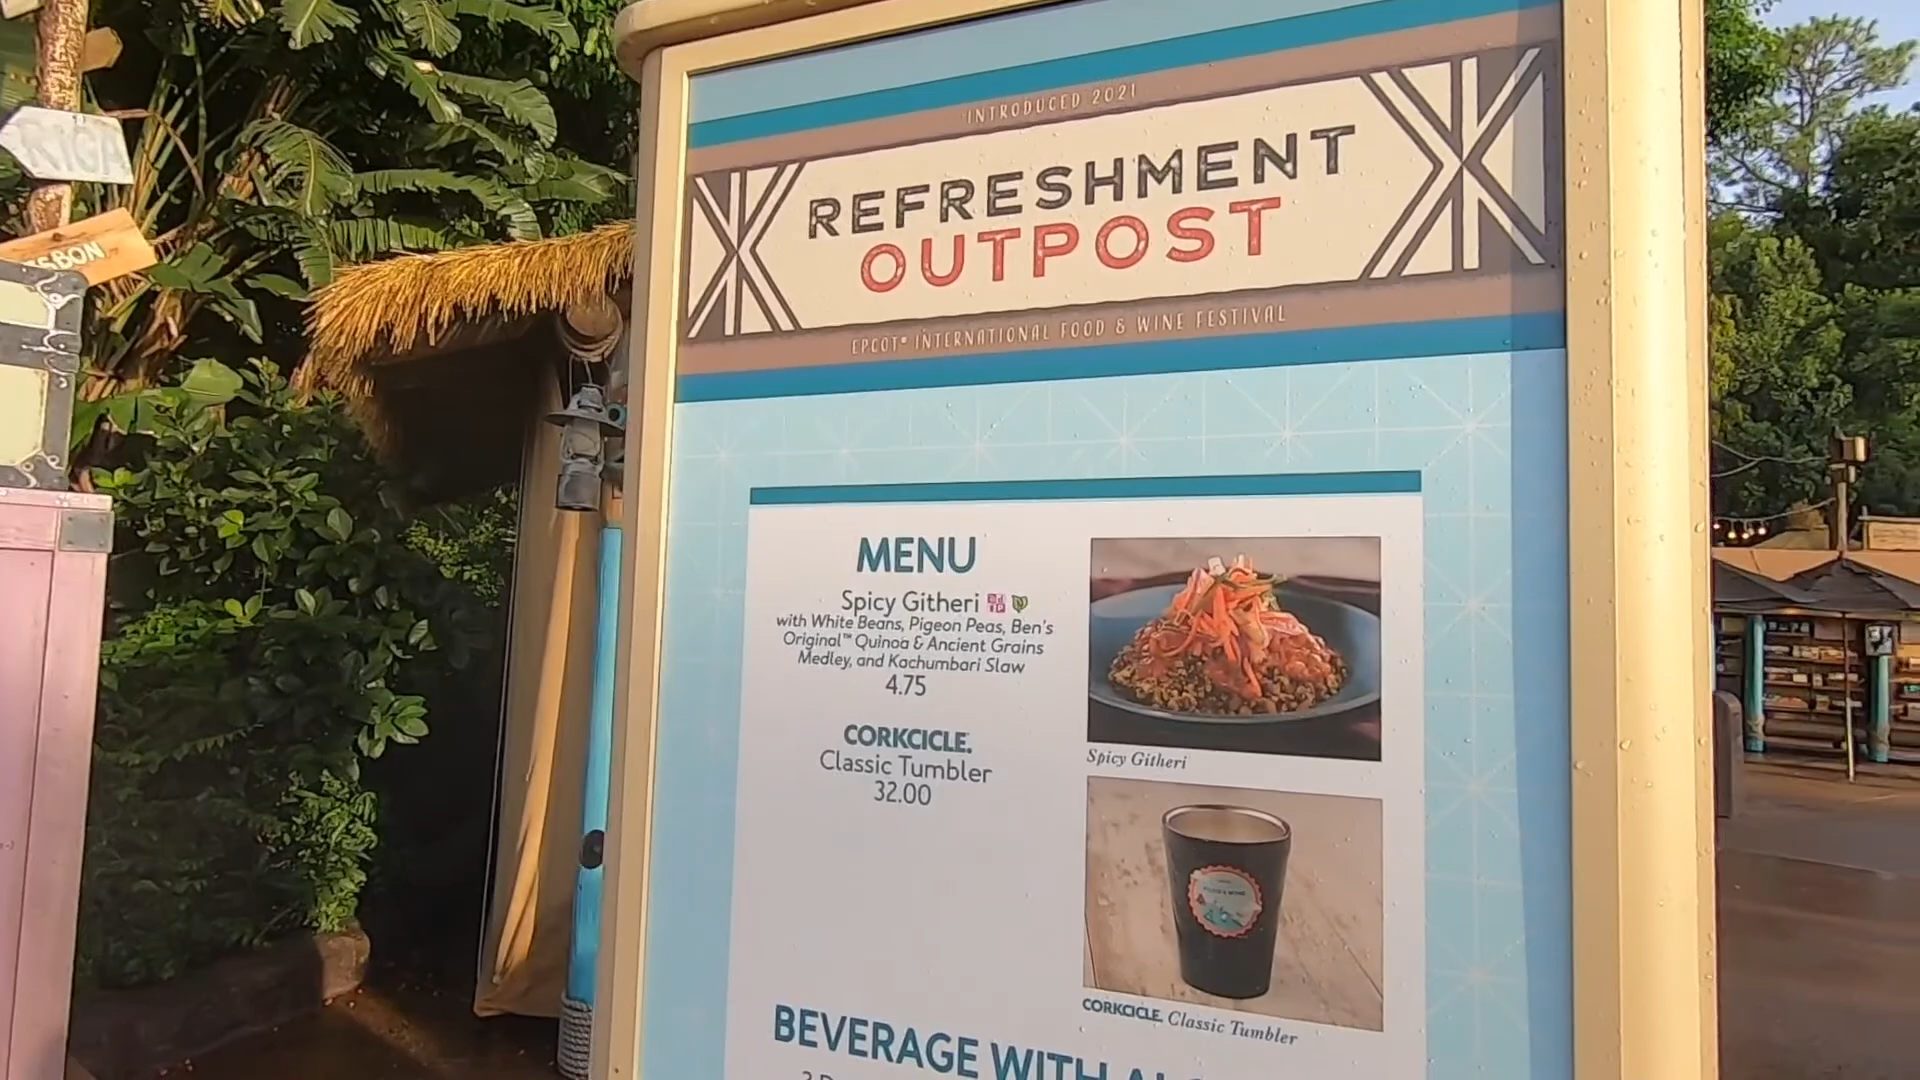 RIGA
INTRODUCED 2021
REFRESHMENT
OUTPOST
EPCOT® INTERNATIONAL FOOD & WINE FESTIVAL
MENU
Spicy Githeri
with White Beans, Pigeon Peas, Ben's
Original™ Quinoa & Ancient Grains
Medley, and Kachumbari Slaw
4.75
CORKCICLE.
Classic Tumbler
32.00
Spicy Githeri
CORKCICLE. Classic Tumbler
BEVERAGE WITH